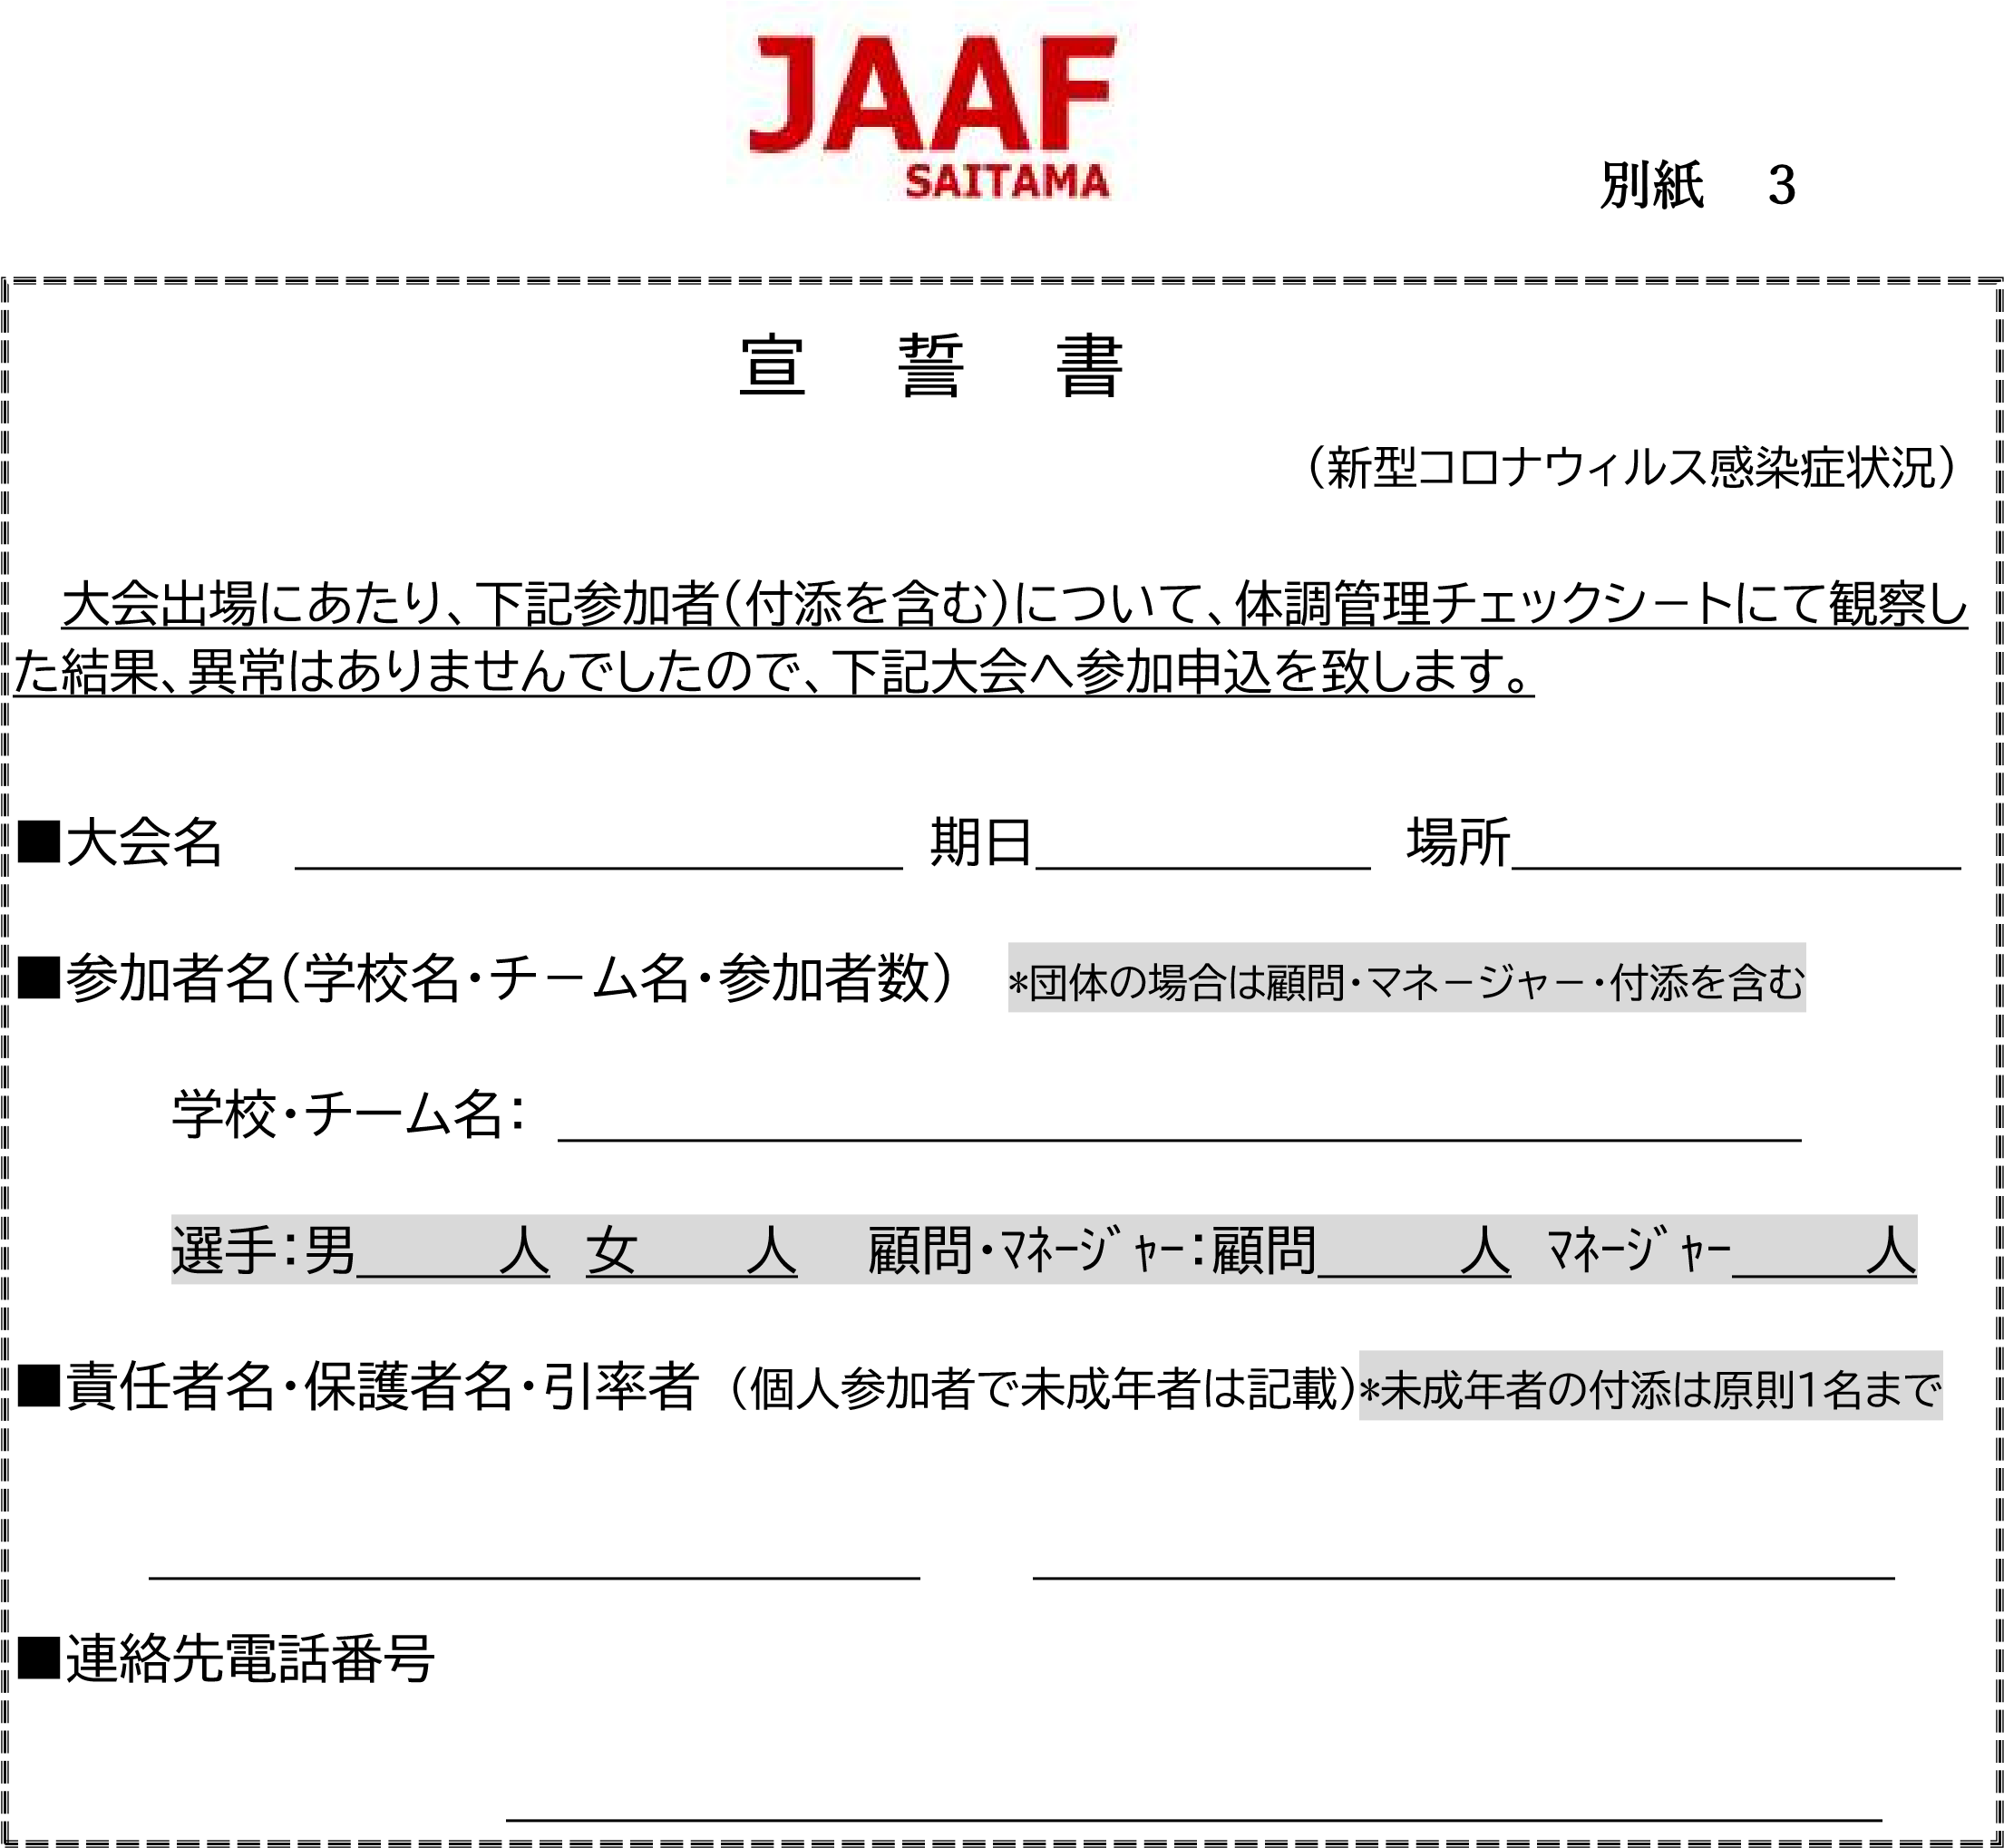 JAAF
SAITAMA
別紙　３
宣　誓　書
（新型コロナウィルス感染症状況）
大会出場にあたり、下記参加者（付添を含む）について、体調管理チェックシートにて観察し
た結果、異常はありませんでしたので、下記大会へ参加申込を致します。
■大会名　期日　場所
■参加者名（学校名・チーム名・参加者数）　*団体の場合は顧問・マネージャー・付添を含む
学校・チーム名：
選手：男　人　女　人　顧問・ﾏﾈｰｼﾞｬｰ：顧問　人　ﾏﾈｰｼﾞｬｰ　人
■責任者名・保護者名・引率者（個人参加者で未成年者は記載）*未成年者の付添は原則1名まで
■連絡先電話番号